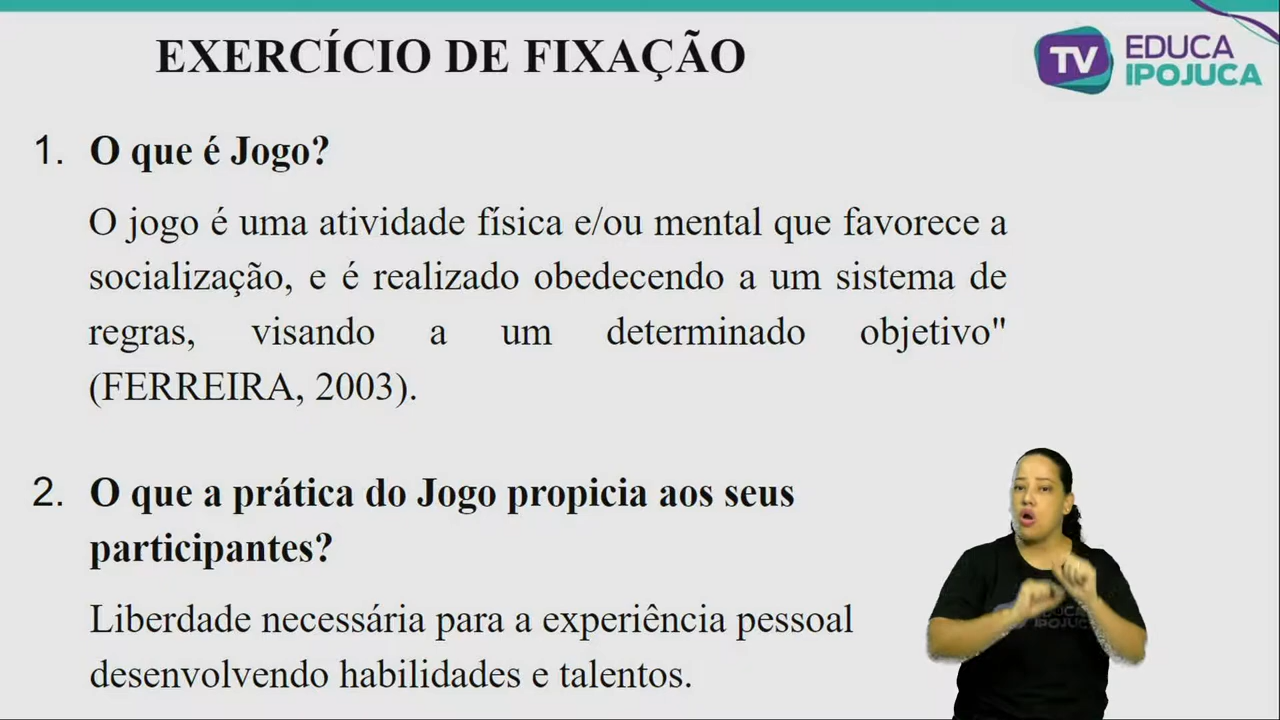 EXERCÍCIO DE FIXAÇÃO
TV EDUCA
IPOJUCA
1. O que é Jogo?
O jogo é uma atividade física e/ou mental que favorece a
socialização, e é realizado obedecendo a um sistema de
regras, visando a um determinado objetivo"
(FERREIRA, 2003).
2. O que a prática do Jogo propicia aos seus
participantes?
Liberdade necessária para a experiência pessoal
desenvolvendo habilidades e talentos.